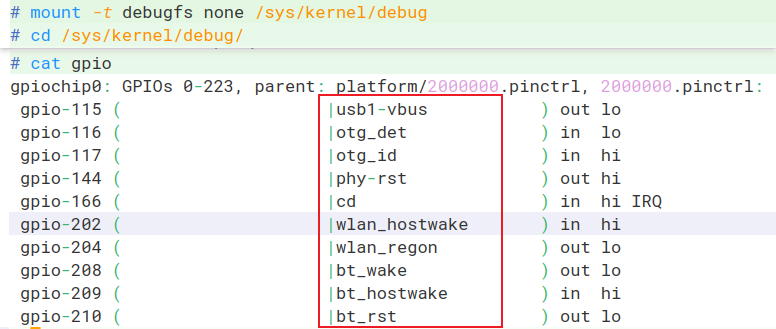 # mount -t debugfs none /sys/kernel/debug
# cd /sys/kernel/debug/
# cat gpio
gpiochip0: GPIOs 0-223, parent: platform/2000000.pinctrl, 2000000.pinctrl:
gpio-115 (                    |usb1-vbus           ) out lo
gpio-116 (                    |otg_det             ) in  lo
gpio-117 (                    |otg_id              ) in  hi
gpio-144 (                    |phy-rst             ) out hi
gpio-166 (                    |cd                  ) in  hi IRQ
gpio-202 (                    |wlan_hostwake       ) in  hi
gpio-204 (                    |wlan_regon          ) out lo
gpio-208 (                    |bt_wake             ) out lo
gpio-209 (                    |bt_hostwake         ) in  hi
gpio-210 (                    |bt_rst              ) out lo